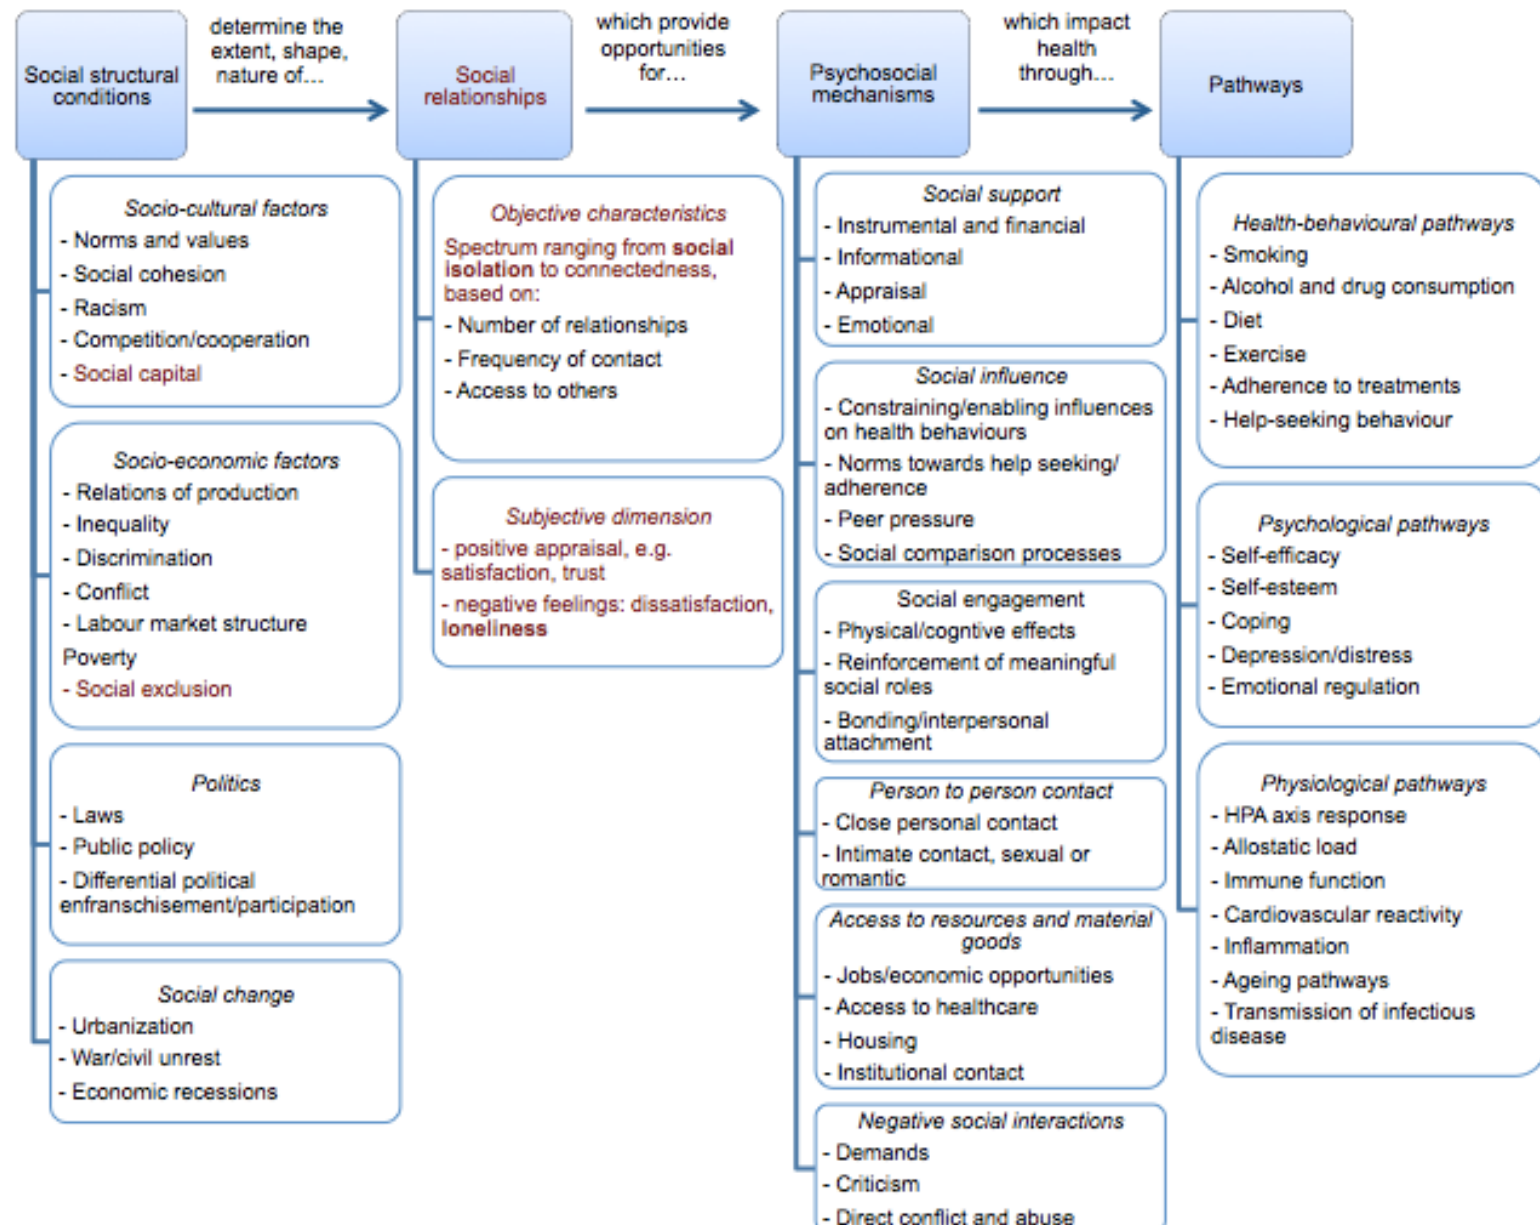 Social structural
conditions
determine the
extent, shape,
nature of...
Social
relationships
which provide
opportunities
for...
Psychosocial
mechanisms
which impact
health
through...
Pathways
Socio-cultural factors
- Norms and values
- Social cohesion
- Racism
- Competition/cooperation
- Social capital
Socio-economic factors
- Relations of production
- Inequality
- Discrimination
- Conflict
- Labour market structure
Poverty
- Social exclusion
Politics
- Laws
- Public policy
- Differential political
enfranschisement/participation
Social change
- Urbanization
- War/civil unrest
- Economic recessions
Objective characteristics
Spectrum ranging from social
isolation to connectedness,
based on:
- Number of relationships
- Frequency of contact
- Access to others
Subjective dimension
- positive appraisal, e.g.
satisfaction, trust
- negative feelings: dissatisfaction,
loneliness
Social support
- Instrumental and financial
- Informational
- Appraisal
- Emotional
Social influence
- Constraining/enabling influences
on health behaviours
- Norms towards help seeking/
adherence
- Peer pressure
- Social comparison processes
Social engagement
- Physical/cogntive effects
- Reinforcement of meaningful
social roles
- Bonding/interpersonal
attachment
Person to person contact
- Close personal contact
- Intimate contact, sexual or
romantic
Access to resources and material
goods
- Jobs/economic opportunities
- Access to healthcare
- Housing
- Institutional contact
Negative social interactions
- Demands
- Criticism
- Direct conflict and abuse
Health-behavioural pathways
- Smoking
- Alcohol and drug consumption
- Diet
- Exercise
- Adherence to treatments
- Help-seeking behaviour
Psychological pathways
- Self-efficacy
- Self-esteem
- Coping
- Depression/distress
- Emotional regulation
Physiological pathways
- HPA axis response
- Allostatic load
- Immune function
- Cardiovascular reactivity
- Inflammation
- Ageing pathways
- Transmission of infectious
disease